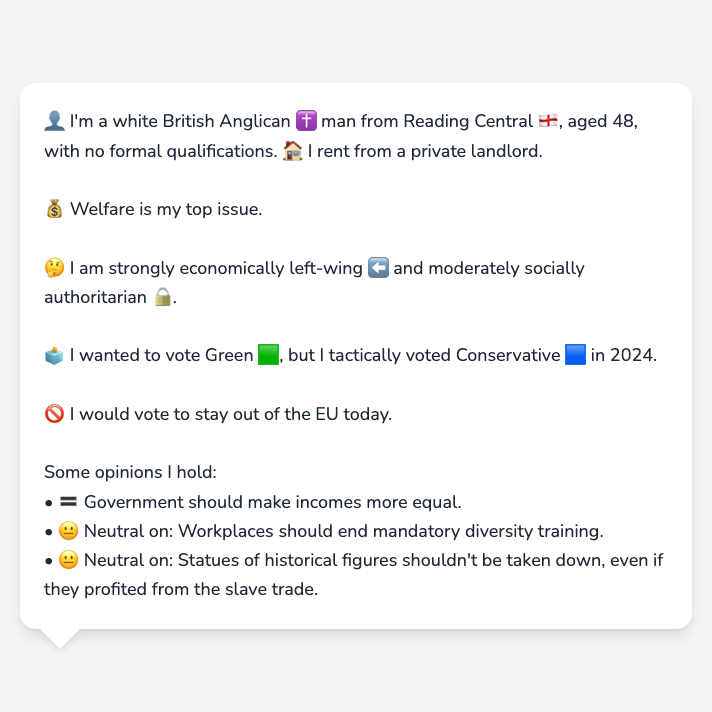 👤 I'm a white British Anglican ✝️ man from Reading Central 🏴󠁧󠁢󠁥󠁮󠁧󠁿, aged 48,
with no formal qualifications. 🏠 I rent from a private landlord.
💰 Welfare is my top issue.
🤔 I am strongly economically left-wing ⬅️ and moderately socially
authoritarian 🔒.
🗳️ I wanted to vote Green 🟩, but I tactically voted Conservative 🟦 in 2024.
🚫 I would vote to stay out of the EU today.
Some opinions I hold:
• 🟰 Government should make incomes more equal.
• 😐 Neutral on: Workplaces should end mandatory diversity training.
• 😐 Neutral on: Statues of historical figures shouldn't be taken down, even if
they profited from the slave trade.